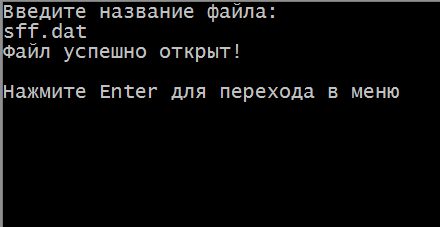 Введите название файла:
sff.dat
Файл успешно открыт!
Нажмите Enter для перехода в меню